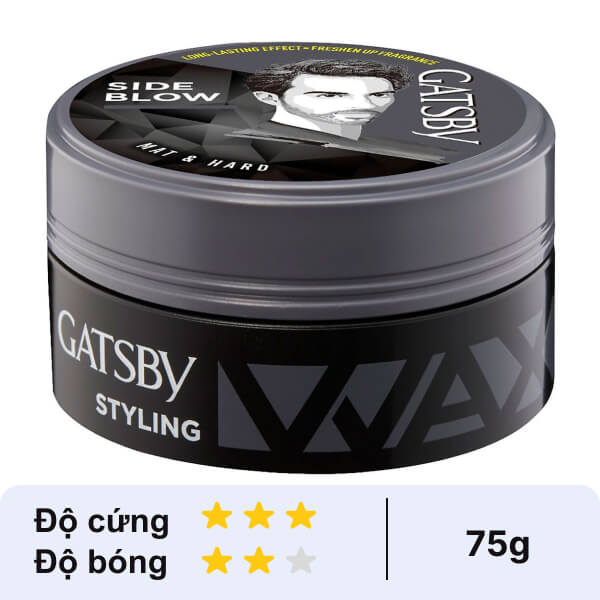 LONG-LASTING EFFECT • FRESHEN UP FRAGRANCE
SIDE
BLOW
GATSBY
MAT & HARD
GATSBY
STYLING
WAX
Độ cứng
Độ bóng
75g